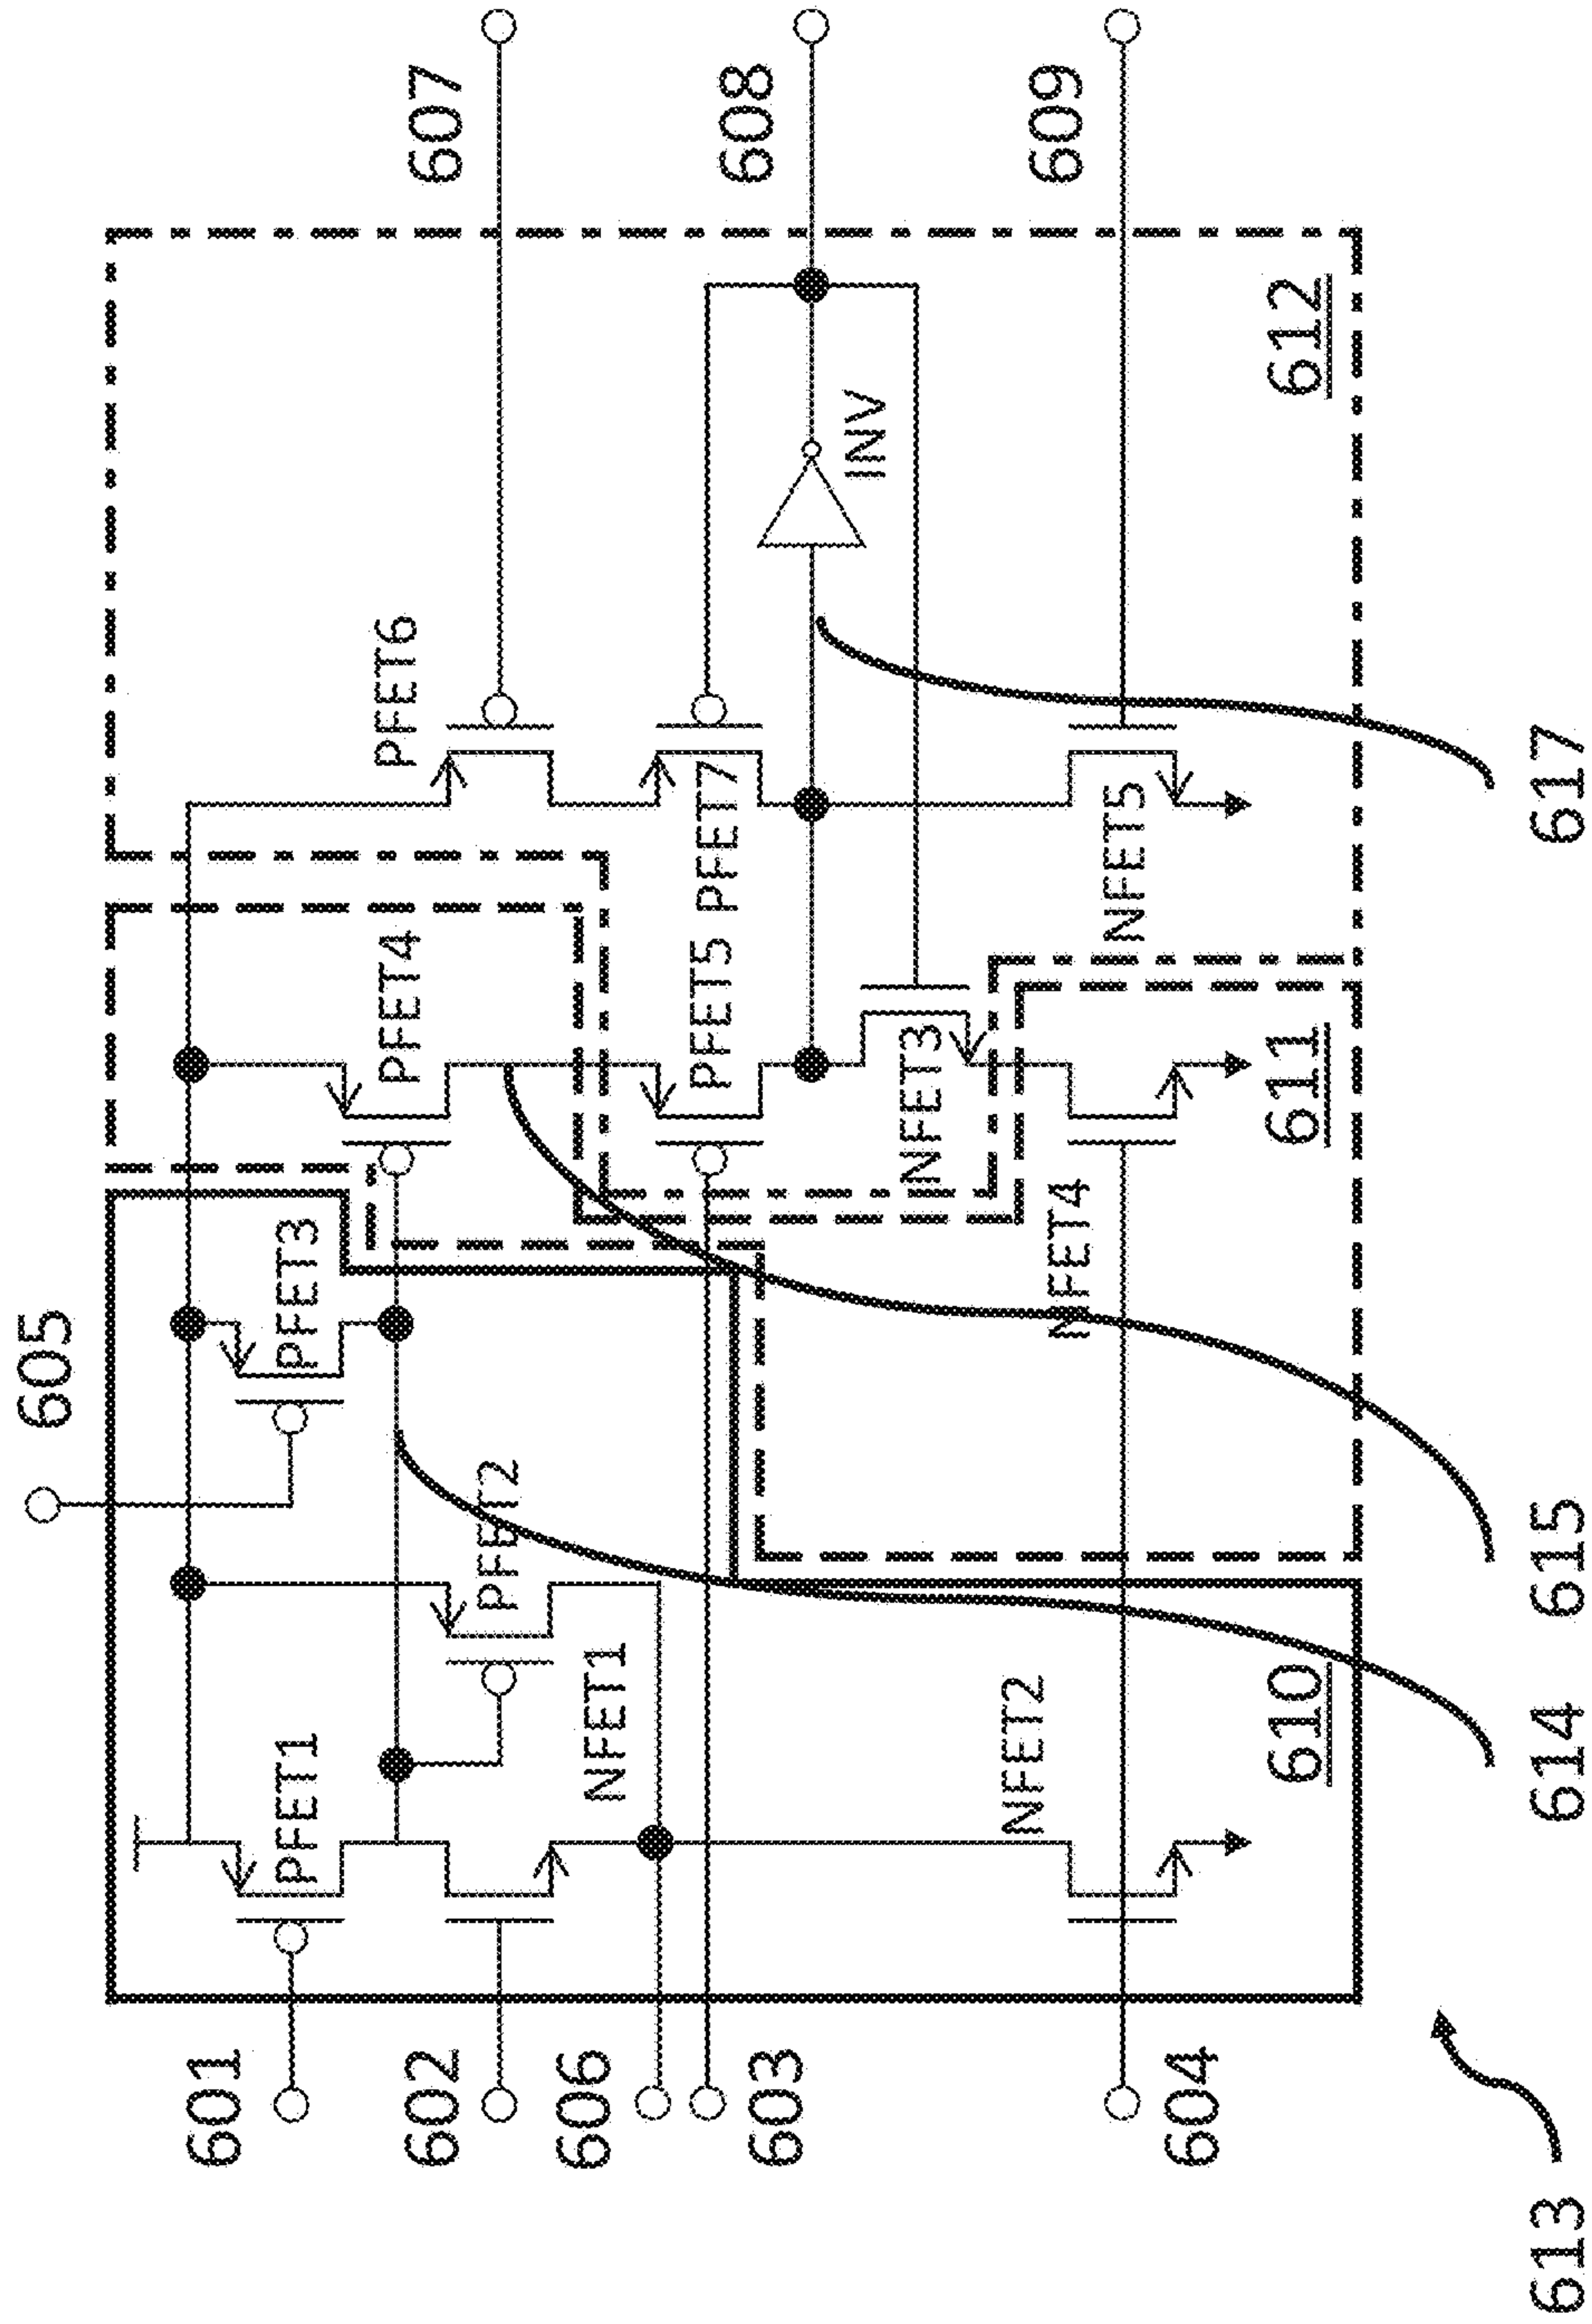 605
601
PFET1
PFET3
PFET4
PFET6
602
607
PFET2
606
NFET1
PFET5 PFET7
608
603
INV
NFET3
NFET2
609
NFET4
NFET5
604
610
611
612
613
614
615
617